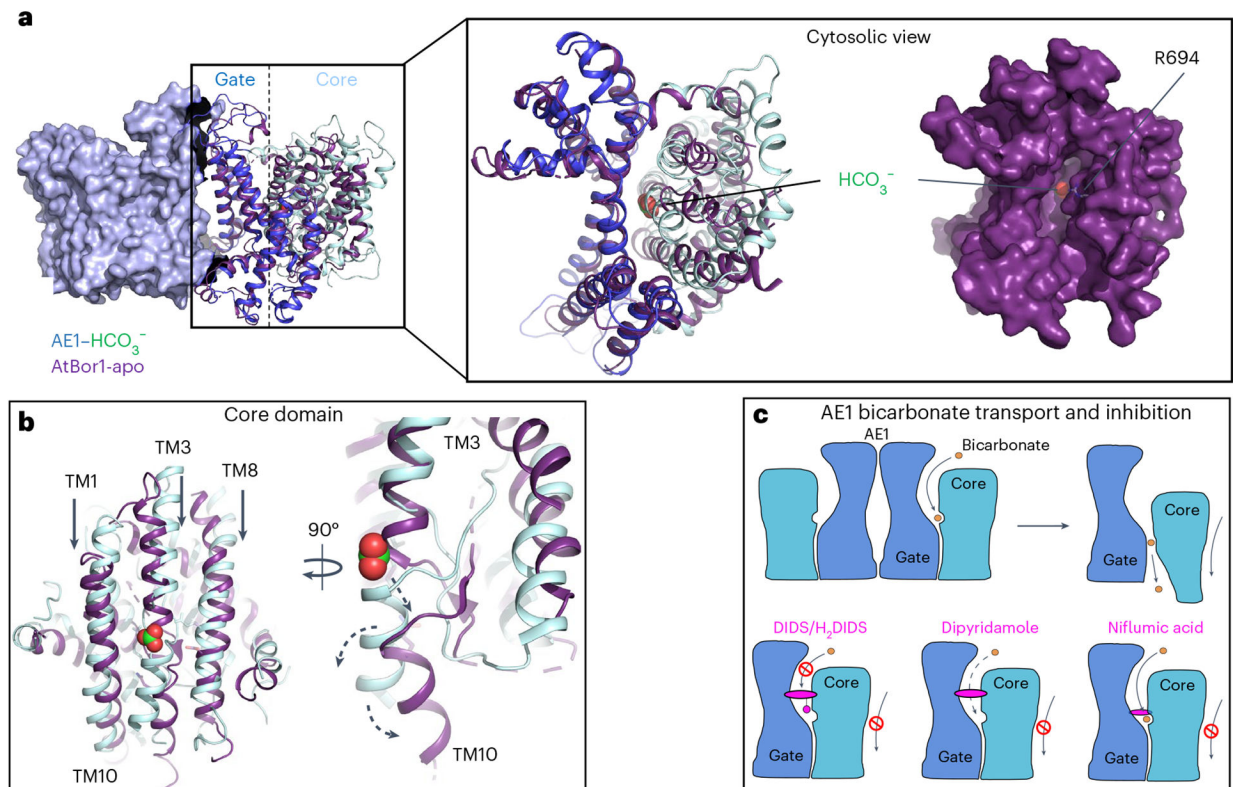 a
Gate
Core
AE1–HCO₃⁻
AtBor1-apo
Cytosolic view
R694
HCO₃⁻
b
Core domain
TM3
TM1
TM8
TM10
90°
TM3
TM10
c
AE1 bicarbonate transport and inhibition
AE1
Bicarbonate
Core
Gate
Core
Gate
DIDS/H₂DIDS
Dipyridamole
Niflumic acid
Core
Core
Core
Gate
Gate
Gate